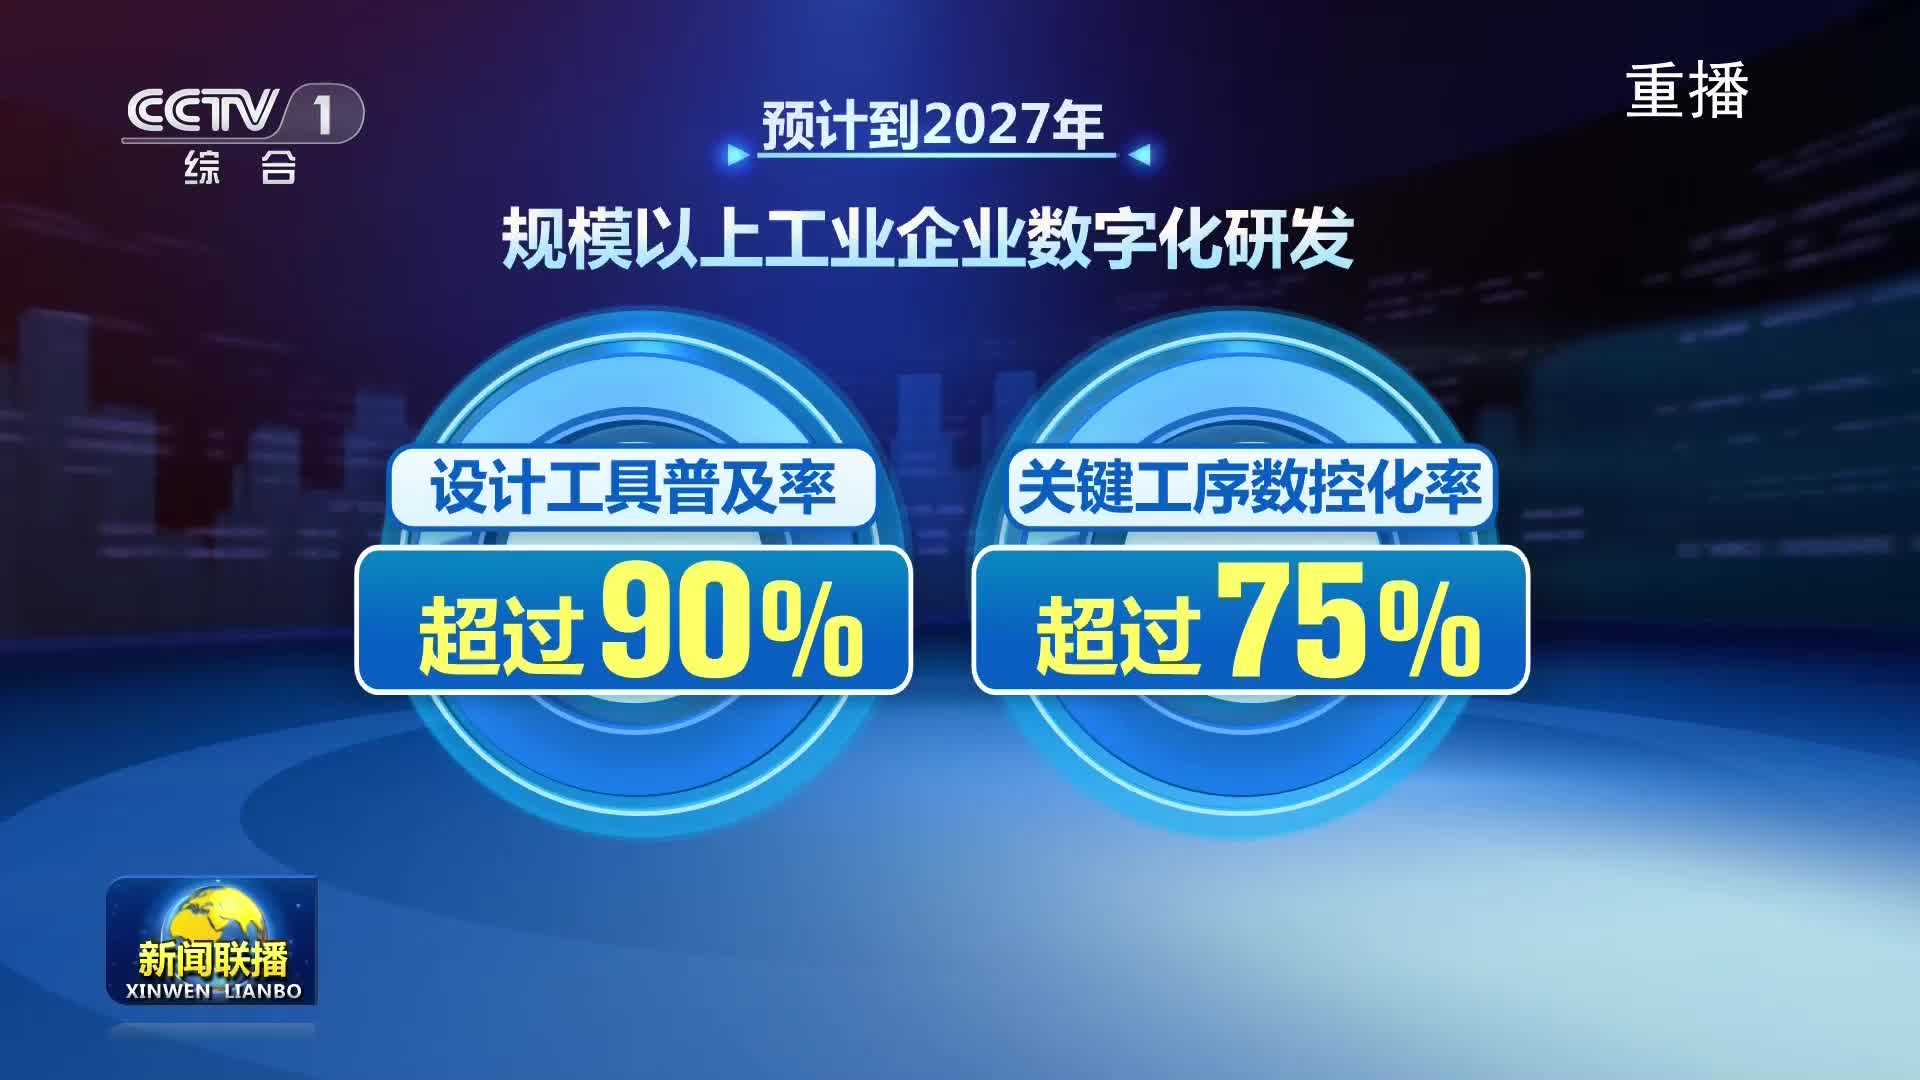 CCTV 1
综 合
重播
预计到2027年
规模以上工业企业数字化研发
设计工具普及率
超过90%
关键工序数控化率
超过75%
新闻联播
XINWEN LIANBO